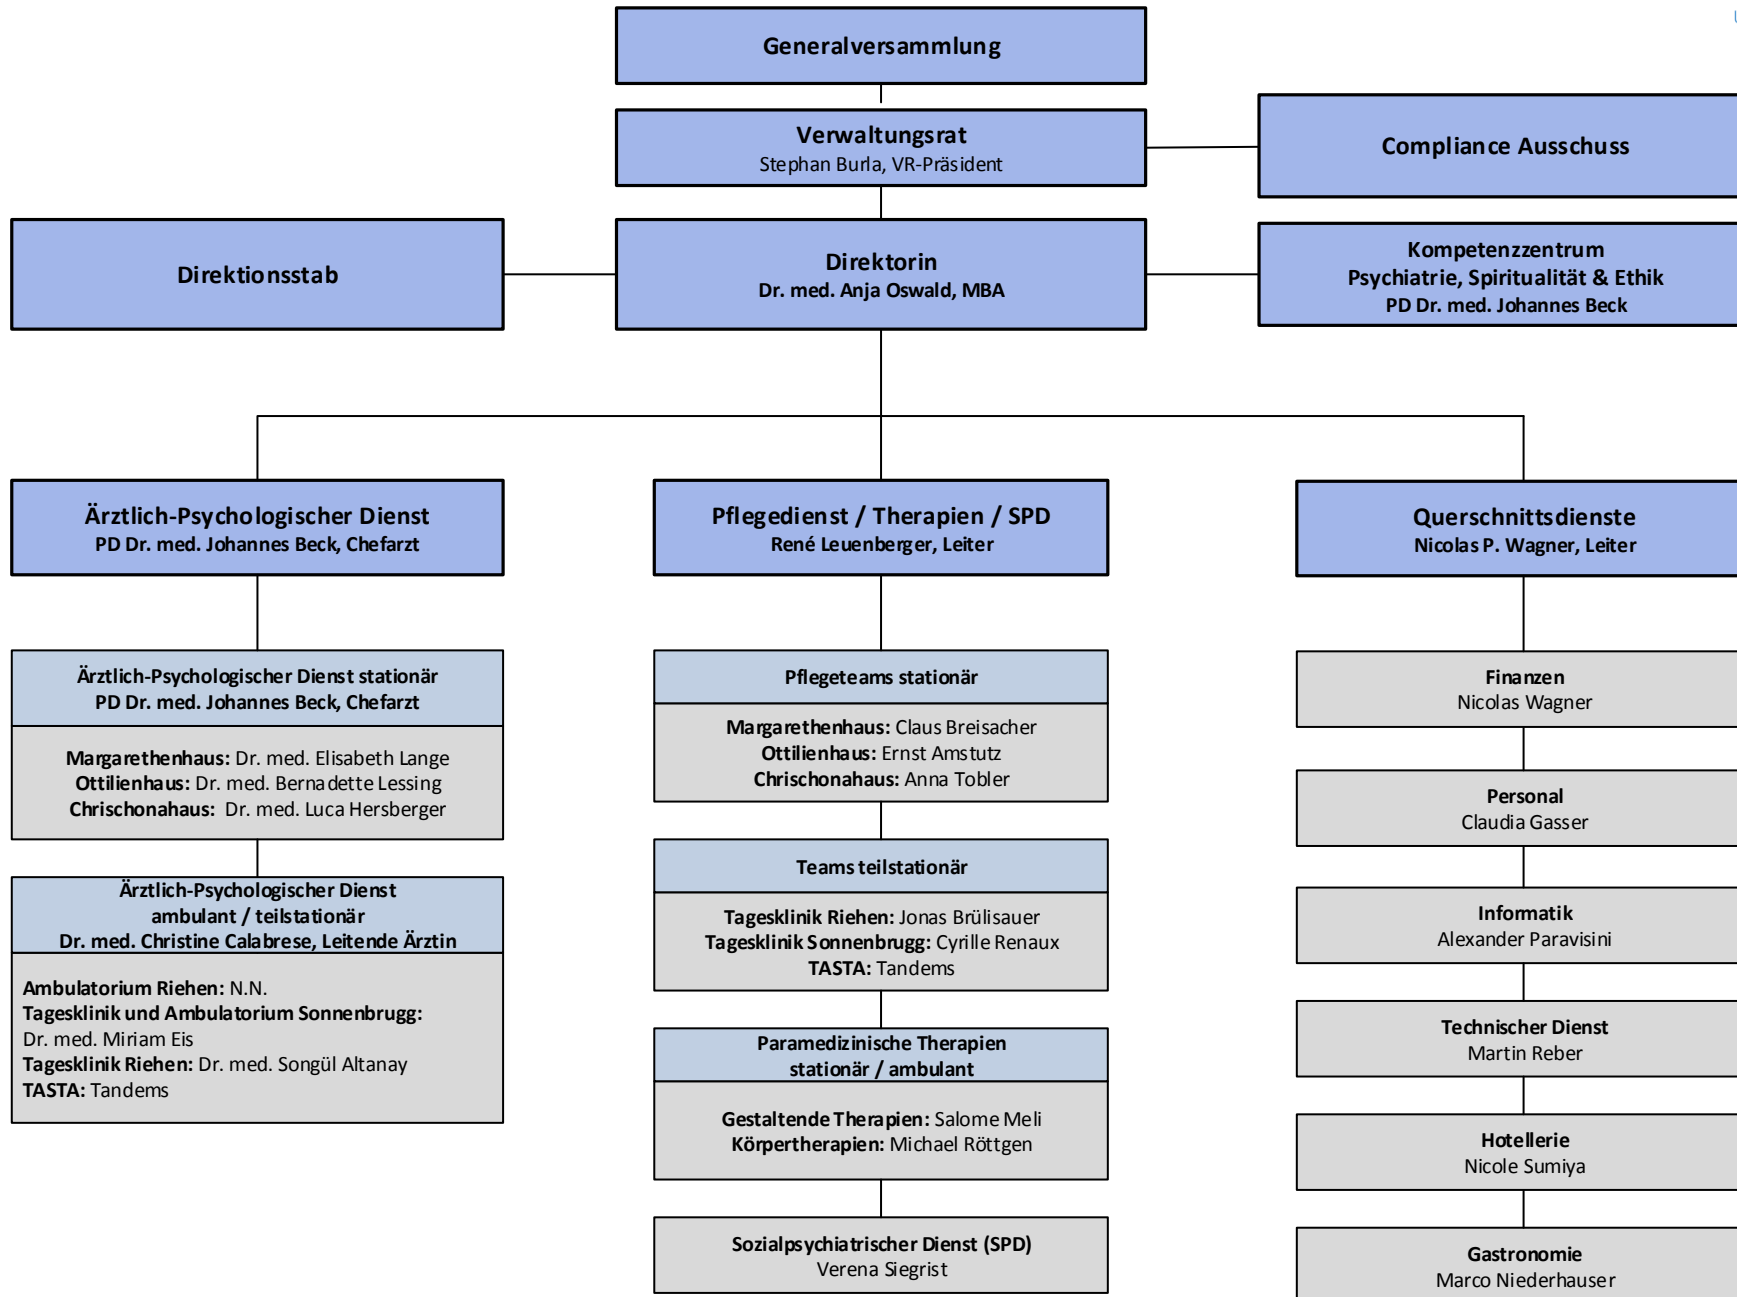 Generalversammlung
Verwaltungsrat
Stephan Burla, VR-Präsident
Compliance Ausschuss
Direktionsstab
Direktorin
Dr. med. Anja Oswald, MBA
Kompetenzzentrum
Psychiatrie, Spiritualität & Ethik
PD Dr. med. Johannes Beck
Ärztlich-Psychologischer Dienst
PD Dr. med. Johannes Beck, Chefarzt
Pflegedienst / Therapien / SPD
René Leuenberger, Leiter
Querschnittsdienste
Nicolas P. Wagner, Leiter
Ärztlich-Psychologischer Dienst stationär
PD Dr. med. Johannes Beck, Chefarzt
Margarethenhaus: Dr. med. Elisabeth Lange
Ottilienhaus: Dr. med. Bernadette Lessing
Chrischonahaus: Dr. med. Luca Hersberger
Ärztlich-Psychologischer Dienst
ambulant / teilstationär
Dr. med. Christine Calabrese, Leitende Ärztin
Ambulatorium Riehen: N.N.
Tagesklinik und Ambulatorium Sonnenbrugg:
Dr. med. Miriam Eis
Tagesklinik Riehen: Dr. med. Songül Altanay
TASTA: Tandems
Pflegeteams stationär
Margarethenhaus: Claus Breisacher
Ottilienhaus: Ernst Amstutz
Chrischonahaus: Anna Tobler
Teams teilstationär
Tagesklinik Riehen: Jonas Brülisauer
Tagesklinik Sonnenbrugg: Cyrille Renaux
TASTA: Tandems
Paramedizinische Therapien
stationär / ambulant
Gestaltende Therapien: Salome Meli
Körpertherapien: Michael Röttgen
Sozialpsychiatrischer Dienst (SPD)
Verena Siegrist
Finanzen
Nicolas Wagner
Personal
Claudia Gasser
Informatik
Alexander Paravisini
Technischer Dienst
Martin Reber
Hotellerie
Nicole Sumiya
Gastronomie
Marco Niederhauser